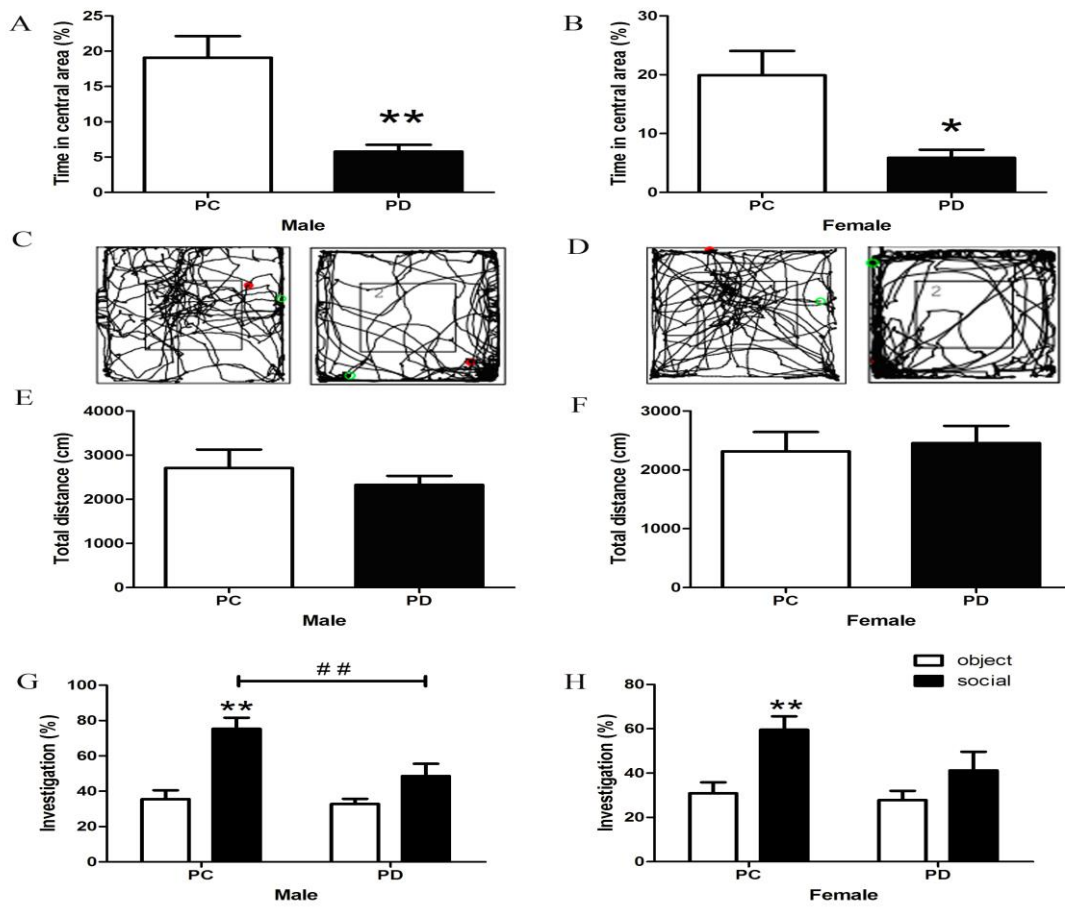 A
Time in central area (%)
25
20
15
10
5
0
**
PC
PD
Male
B
Time in central area (%)
30
20
10
0
*
PC
PD
Female
C
2
D
2
E
Total distance (cm)
4000
3000
2000
1000
0
PC
PD
Male
F
Total distance (cm)
3000
2000
1000
0
PC
PD
Female
G
Investigation (%)
100
80
60
40
20
0
**
##
PC
PD
Male
H
object
social
Investigation (%)
80
60
40
20
0
**
PC
PD
Female